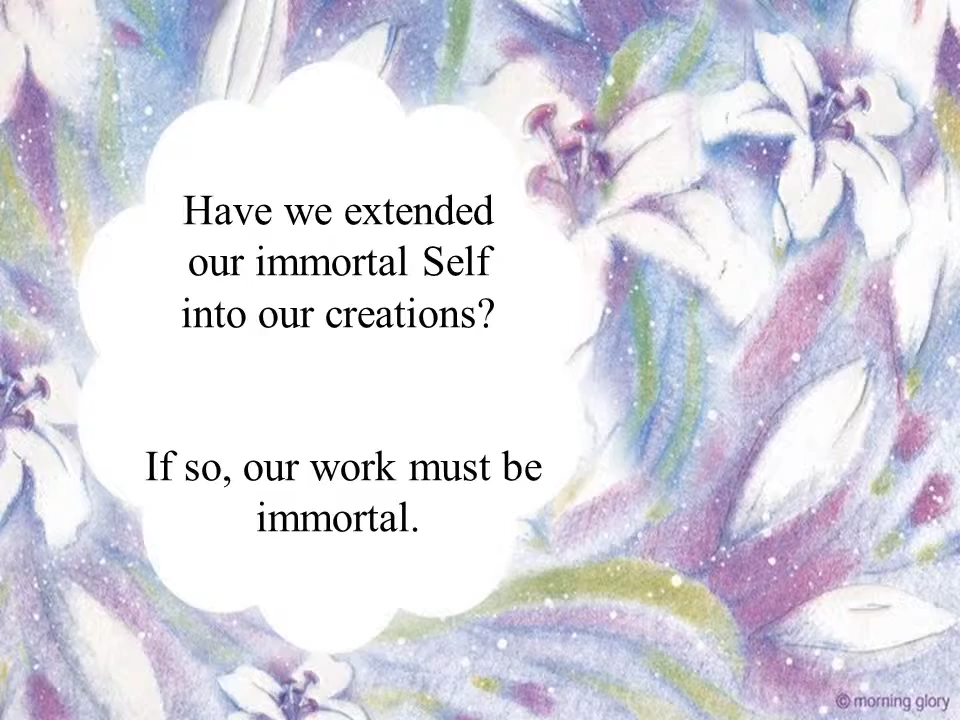 Have we extended
our immortal Self
into our creations?
If so, our work must be
immortal.
© morning glory